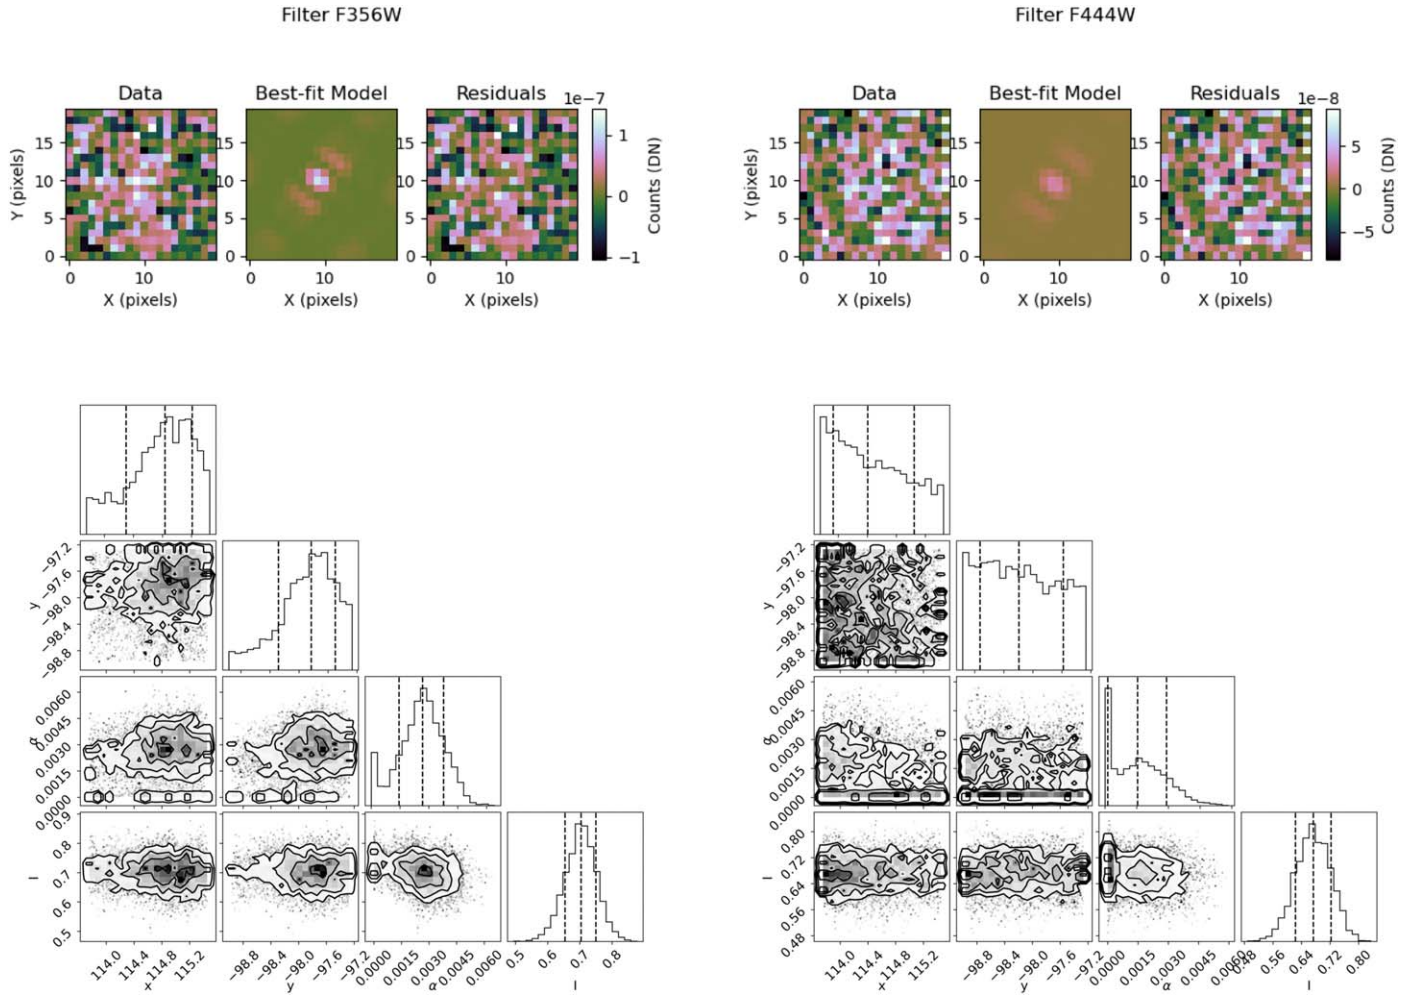 Filter F356W
Filter F444W
Data
Best-fit Model
Residuals
1e−7
Data
Best-fit Model
Residuals
1e−8
Y (pixels)
15
10
5
0
15
10
5
0
15
10
5
0
1
0
−1
Counts (DN)
Y (pixels)
15
10
5
0
15
10
5
0
15
10
5
0
5
0
−5
Counts (DN)
0 10
0 10
0 10
0 10
0 10
0 10
X (pixels)
X (pixels)
X (pixels)
X (pixels)
X (pixels)
X (pixels)
y
−97.2
−97.6
−98.0
−98.4
−98.8
y
−97.2
−97.6
−98.0
−98.4
−98.8
α
0.0060
0.0045
0.0030
0.0015
0.0000
α
0.0060
0.0045
0.0030
0.0015
0.0000
l
0.9
0.8
0.7
0.6
0.5
l
0.80
0.72
0.64
0.56
0.48
114.0 114.4 114.8 115.2
−98.8 −98.4 −98.0 −97.6 −97.2
0.0000 0.0015 0.0030 0.0045 0.0060
0.5 0.6 0.7 0.8
114.0 114.4 114.8 115.2
−98.8 −98.4 −98.0 −97.6 −97.2
0.0000 0.0015 0.0030 0.0045 0.0060
0.48 0.56 0.64 0.72 0.80
x y α l
x y α l